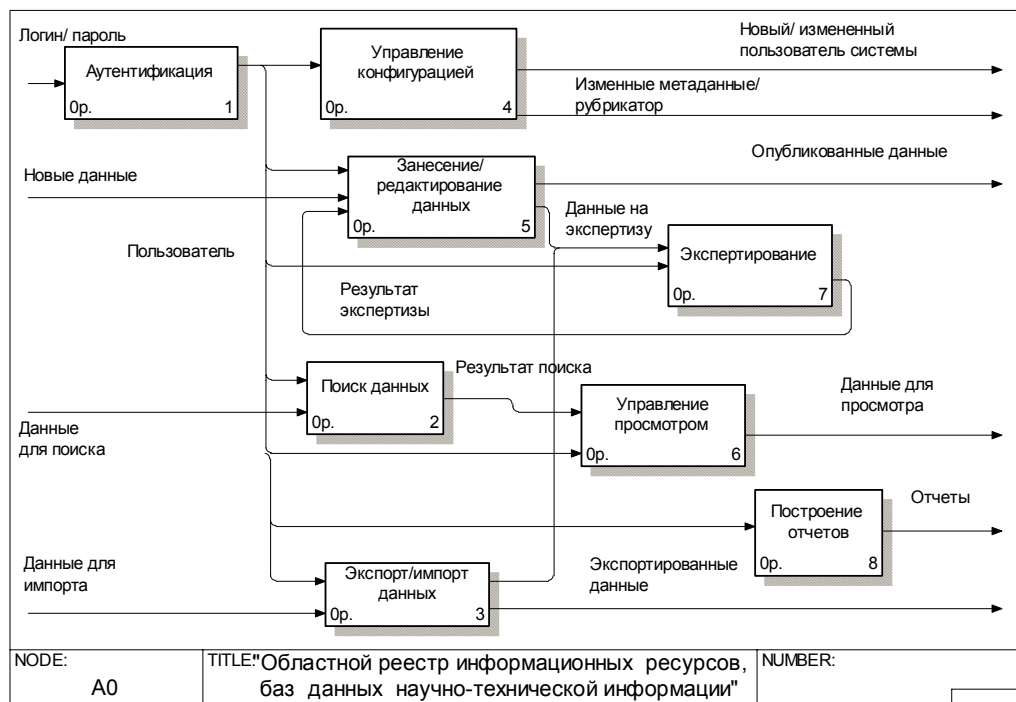 Логин/ пароль
Аутентификация
0р. 1
Управление
конфигурацией
0р. 4
Новый/ измененный
пользователь системы
Изменные метаданные/
рубрикатор
Новые данные
Занесение/
редактирование
данных
0р. 5
Опубликованные данные
Данные на
экспертизу
Пользователь
Экспертирование
0р. 7
Результат
экспертизы
Результат поиска
Поиск данных
0р. 2
Данные
для поиска
Управление
просмотром
0р. 6
Данные для
просмотра
Построение
отчетов
0р. 8
Отчеты
Данные для
импорта
Экспорт/импорт
данных
0р. 3
Экспортированные
данные
NODE:
A0
TITLE: "Областной реестр информационных ресурсов,
баз данных научно-технической информации"
NUMBER: